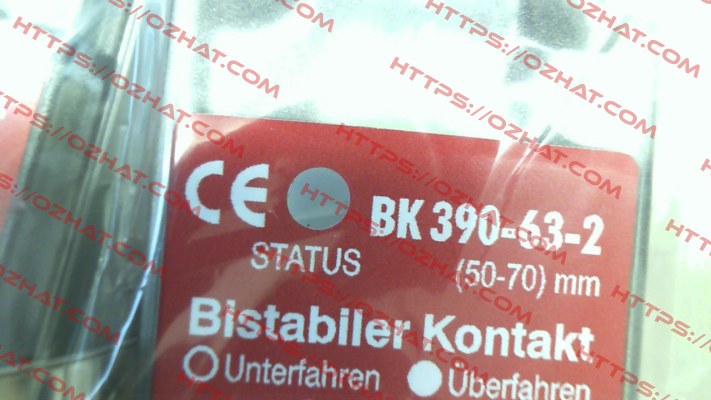 CE BK 390-63-2
STATUS (50-70) mm
Bistabiler Kontakt
Unterfahren Überfahren
HTTPS://OZHAT.COM